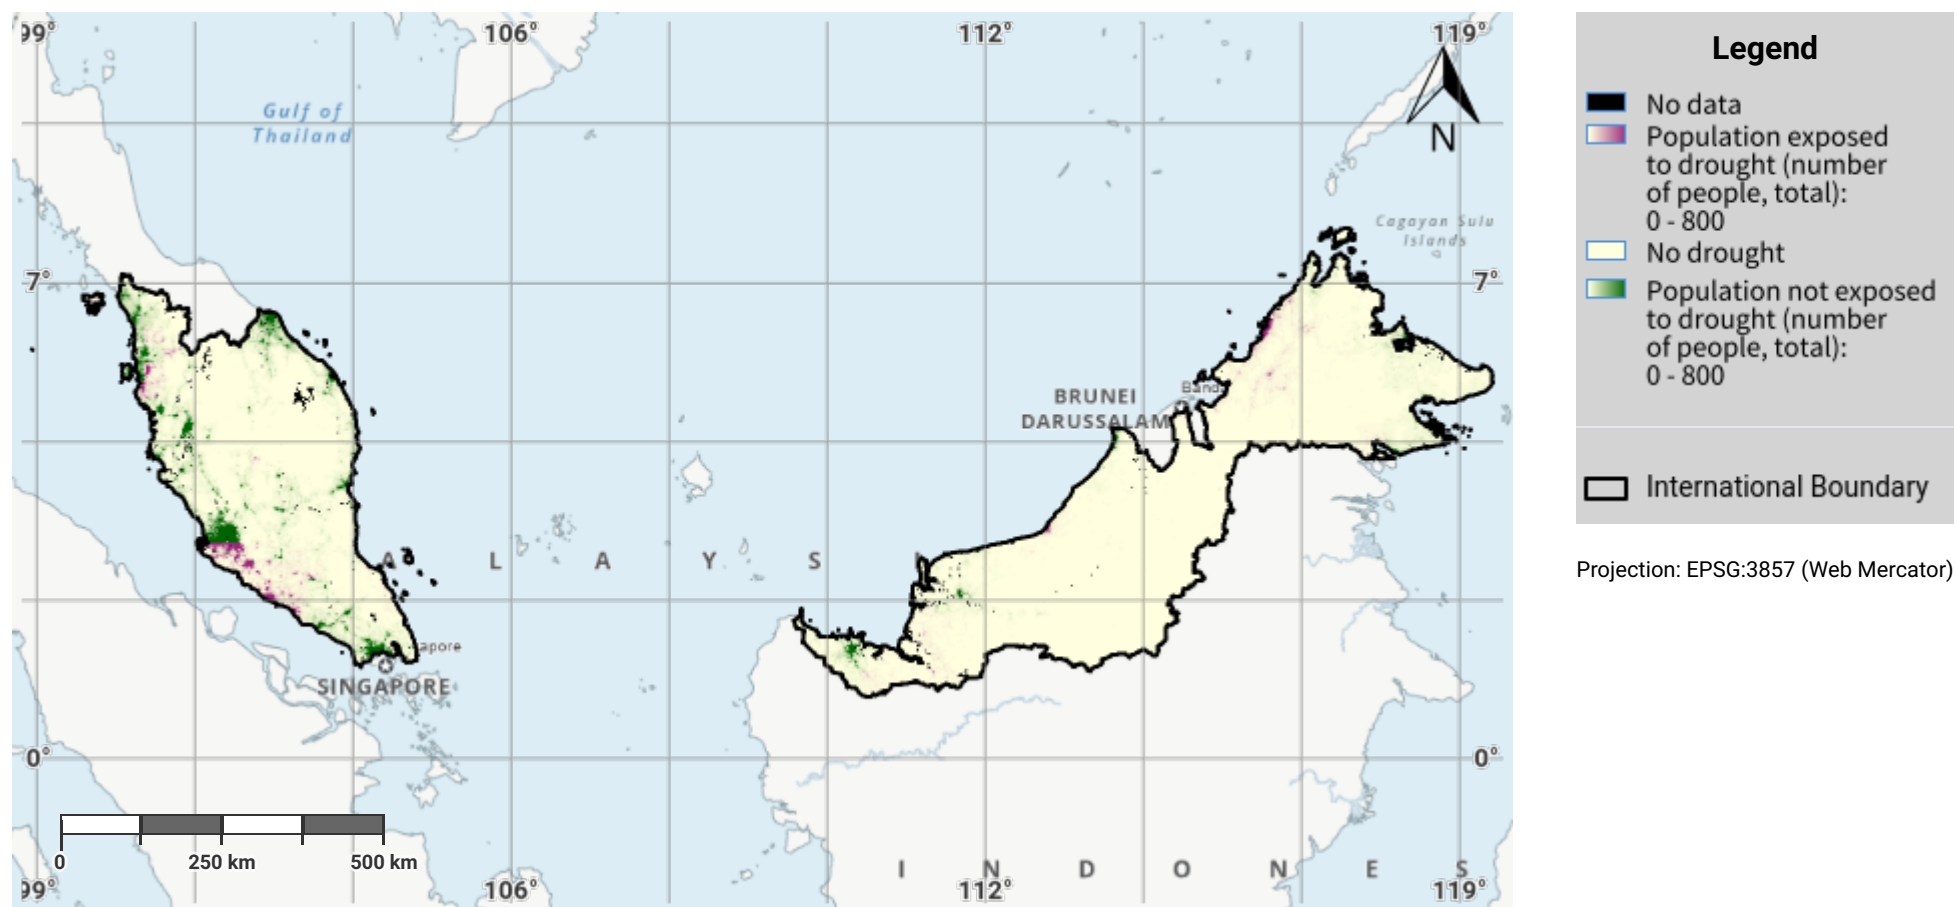 99°
106°
112°
119°
Gulf of
Thailand
N
Cagayan Sulu
Islands
7°
7°
BRUNEI
DARUSSALAM
Band
A L A Y S I
apore
SINGAPORE
0°
0°
0
250 km
500 km
I N D O N E S
99°
106°
112°
119°
Legend
No data
Population exposed
to drought (number
of people, total):
0 - 800
No drought
Population not exposed
to drought (number
of people, total):
0 - 800
International Boundary
Projection: EPSG:3857 (Web Mercator)